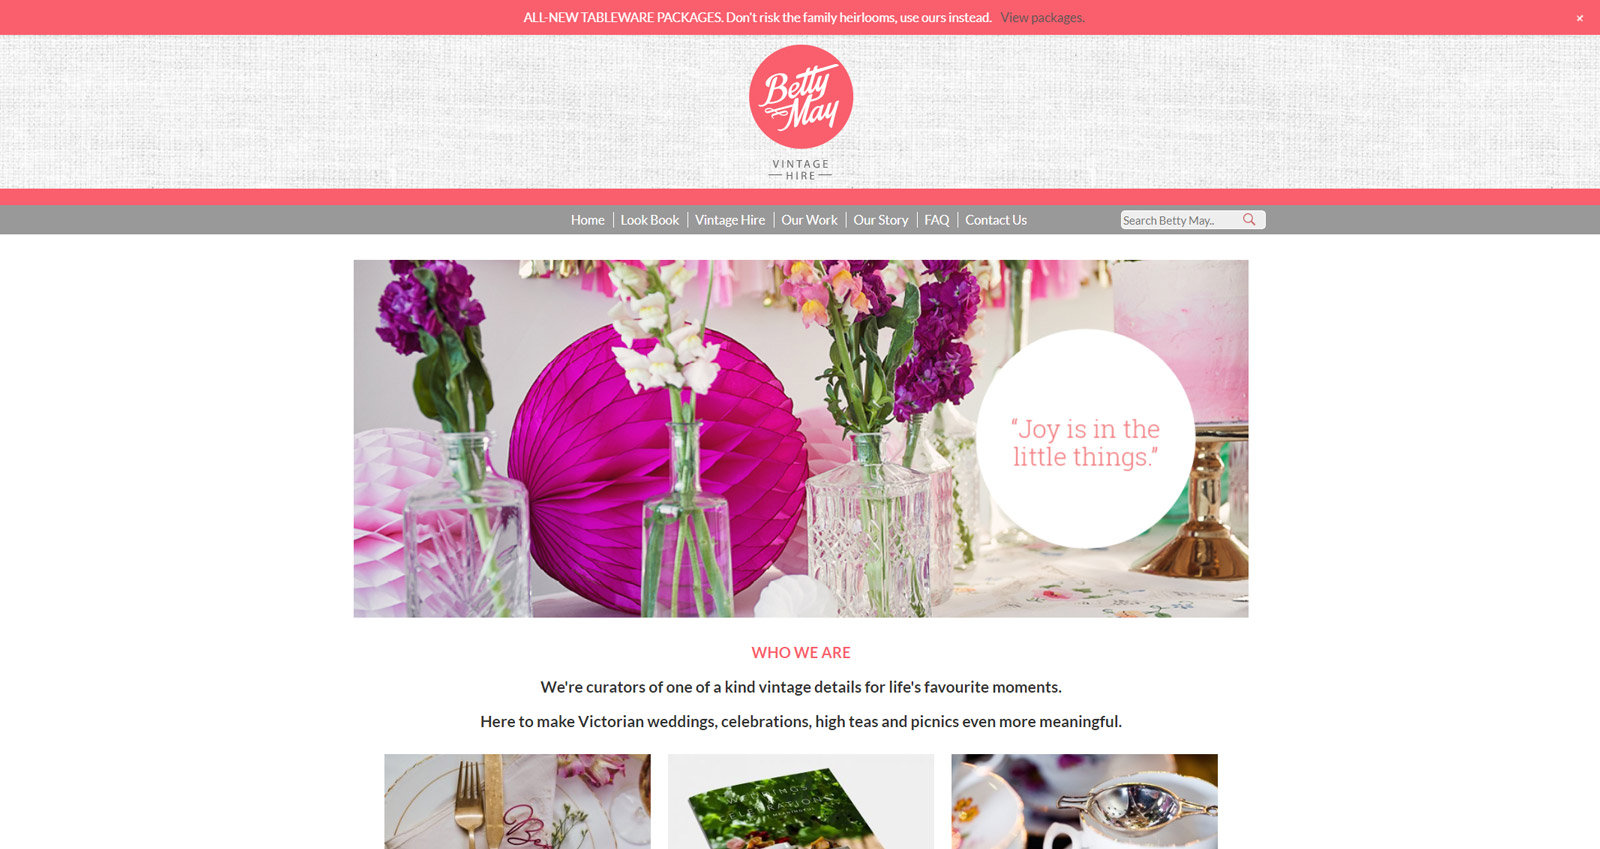 ALL-NEW TABLEWARE PACKAGES. Don't risk the family heirlooms, use ours instead. View packages. ×
Betty
May
VINTAGE
HIRE
Home Look Book Vintage Hire Our Work Our Story FAQ Contact Us Search Betty May..
“Joy is in the
little things.”
WHO WE ARE
We're curators of one of a kind vintage details for life's favourite moments.
Here to make Victorian weddings, celebrations, high teas and picnics even more meaningful.
WEDDINGS
CELEBRATIONS
MEANINGFUL
Be